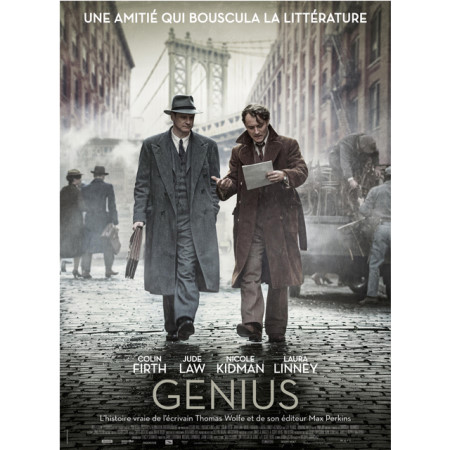 UNE AMITIÉ QUI BOUSCULA LA LITTÉRATURE
COLIN JUDE NICOLE LAURA
FIRTH LAW KIDMAN LINNEY
GENIUS
L'histoire vraie de l'écrivain Thomas Wolfe et de son éditeur Max Perkins